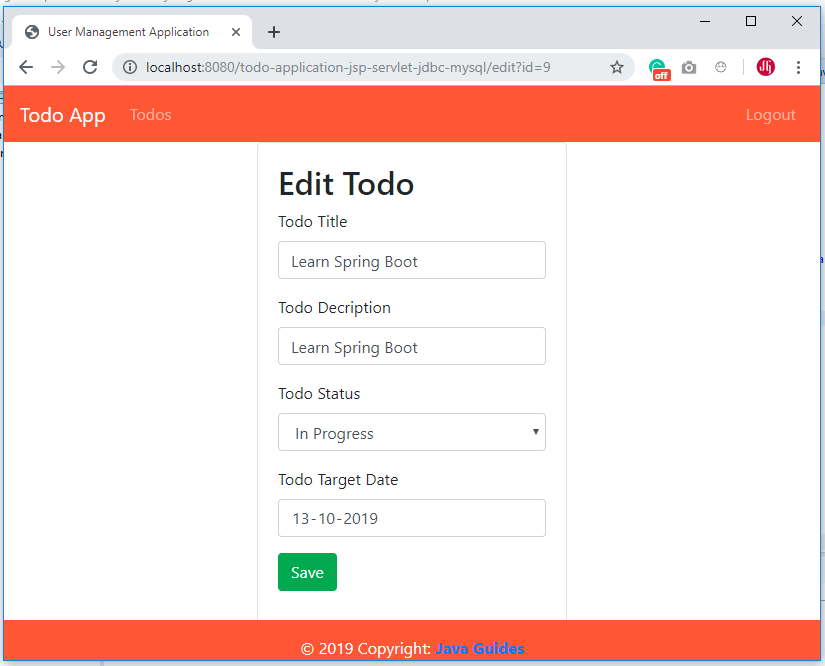 User Management Application
localhost:8080/todo-application-jsp-servlet-jdbc-mysql/edit?id=9
off
Todo App Todos Logout
Edit Todo
Todo Title
Learn Spring Boot
Todo Decription
Learn Spring Boot
Todo Status
In Progress
Todo Target Date
13-10-2019
Save
© 2019 Copyright: Java Guides